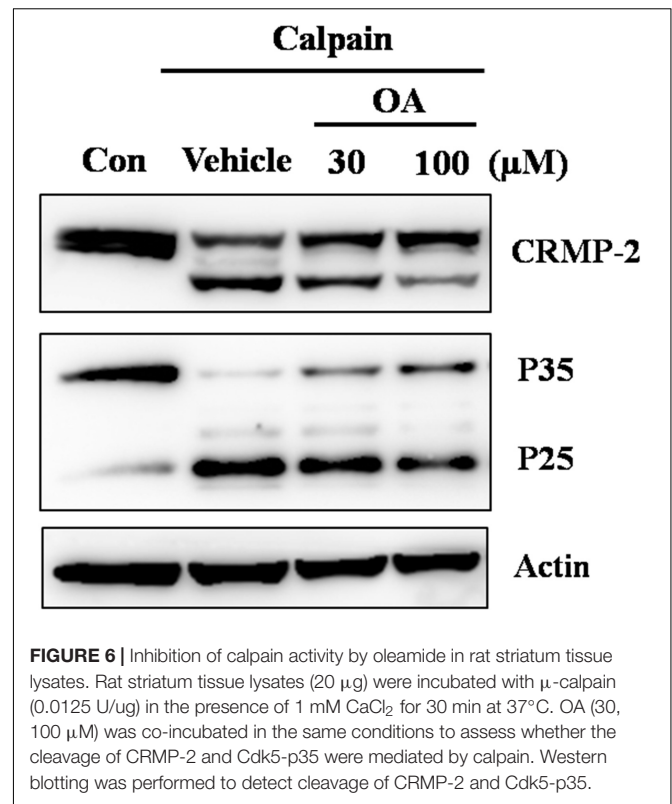 Calpain
OA
Con Vehicle 30 100 (μM)
CRMP-2
P35
P25
Actin
FIGURE 6 | Inhibition of calpain activity by oleamide in rat striatum tissue
lysates. Rat striatum tissue lysates (20 μg) were incubated with μ-calpain
(0.0125 U/ug) in the presence of 1 mM CaCl₂ for 30 min at 37°C. OA (30,
100 μM) was co-incubated in the same conditions to assess whether the
cleavage of CRMP-2 and Cdk5-p35 were mediated by calpain. Western
blotting was performed to detect cleavage of CRMP-2 and Cdk5-p35.